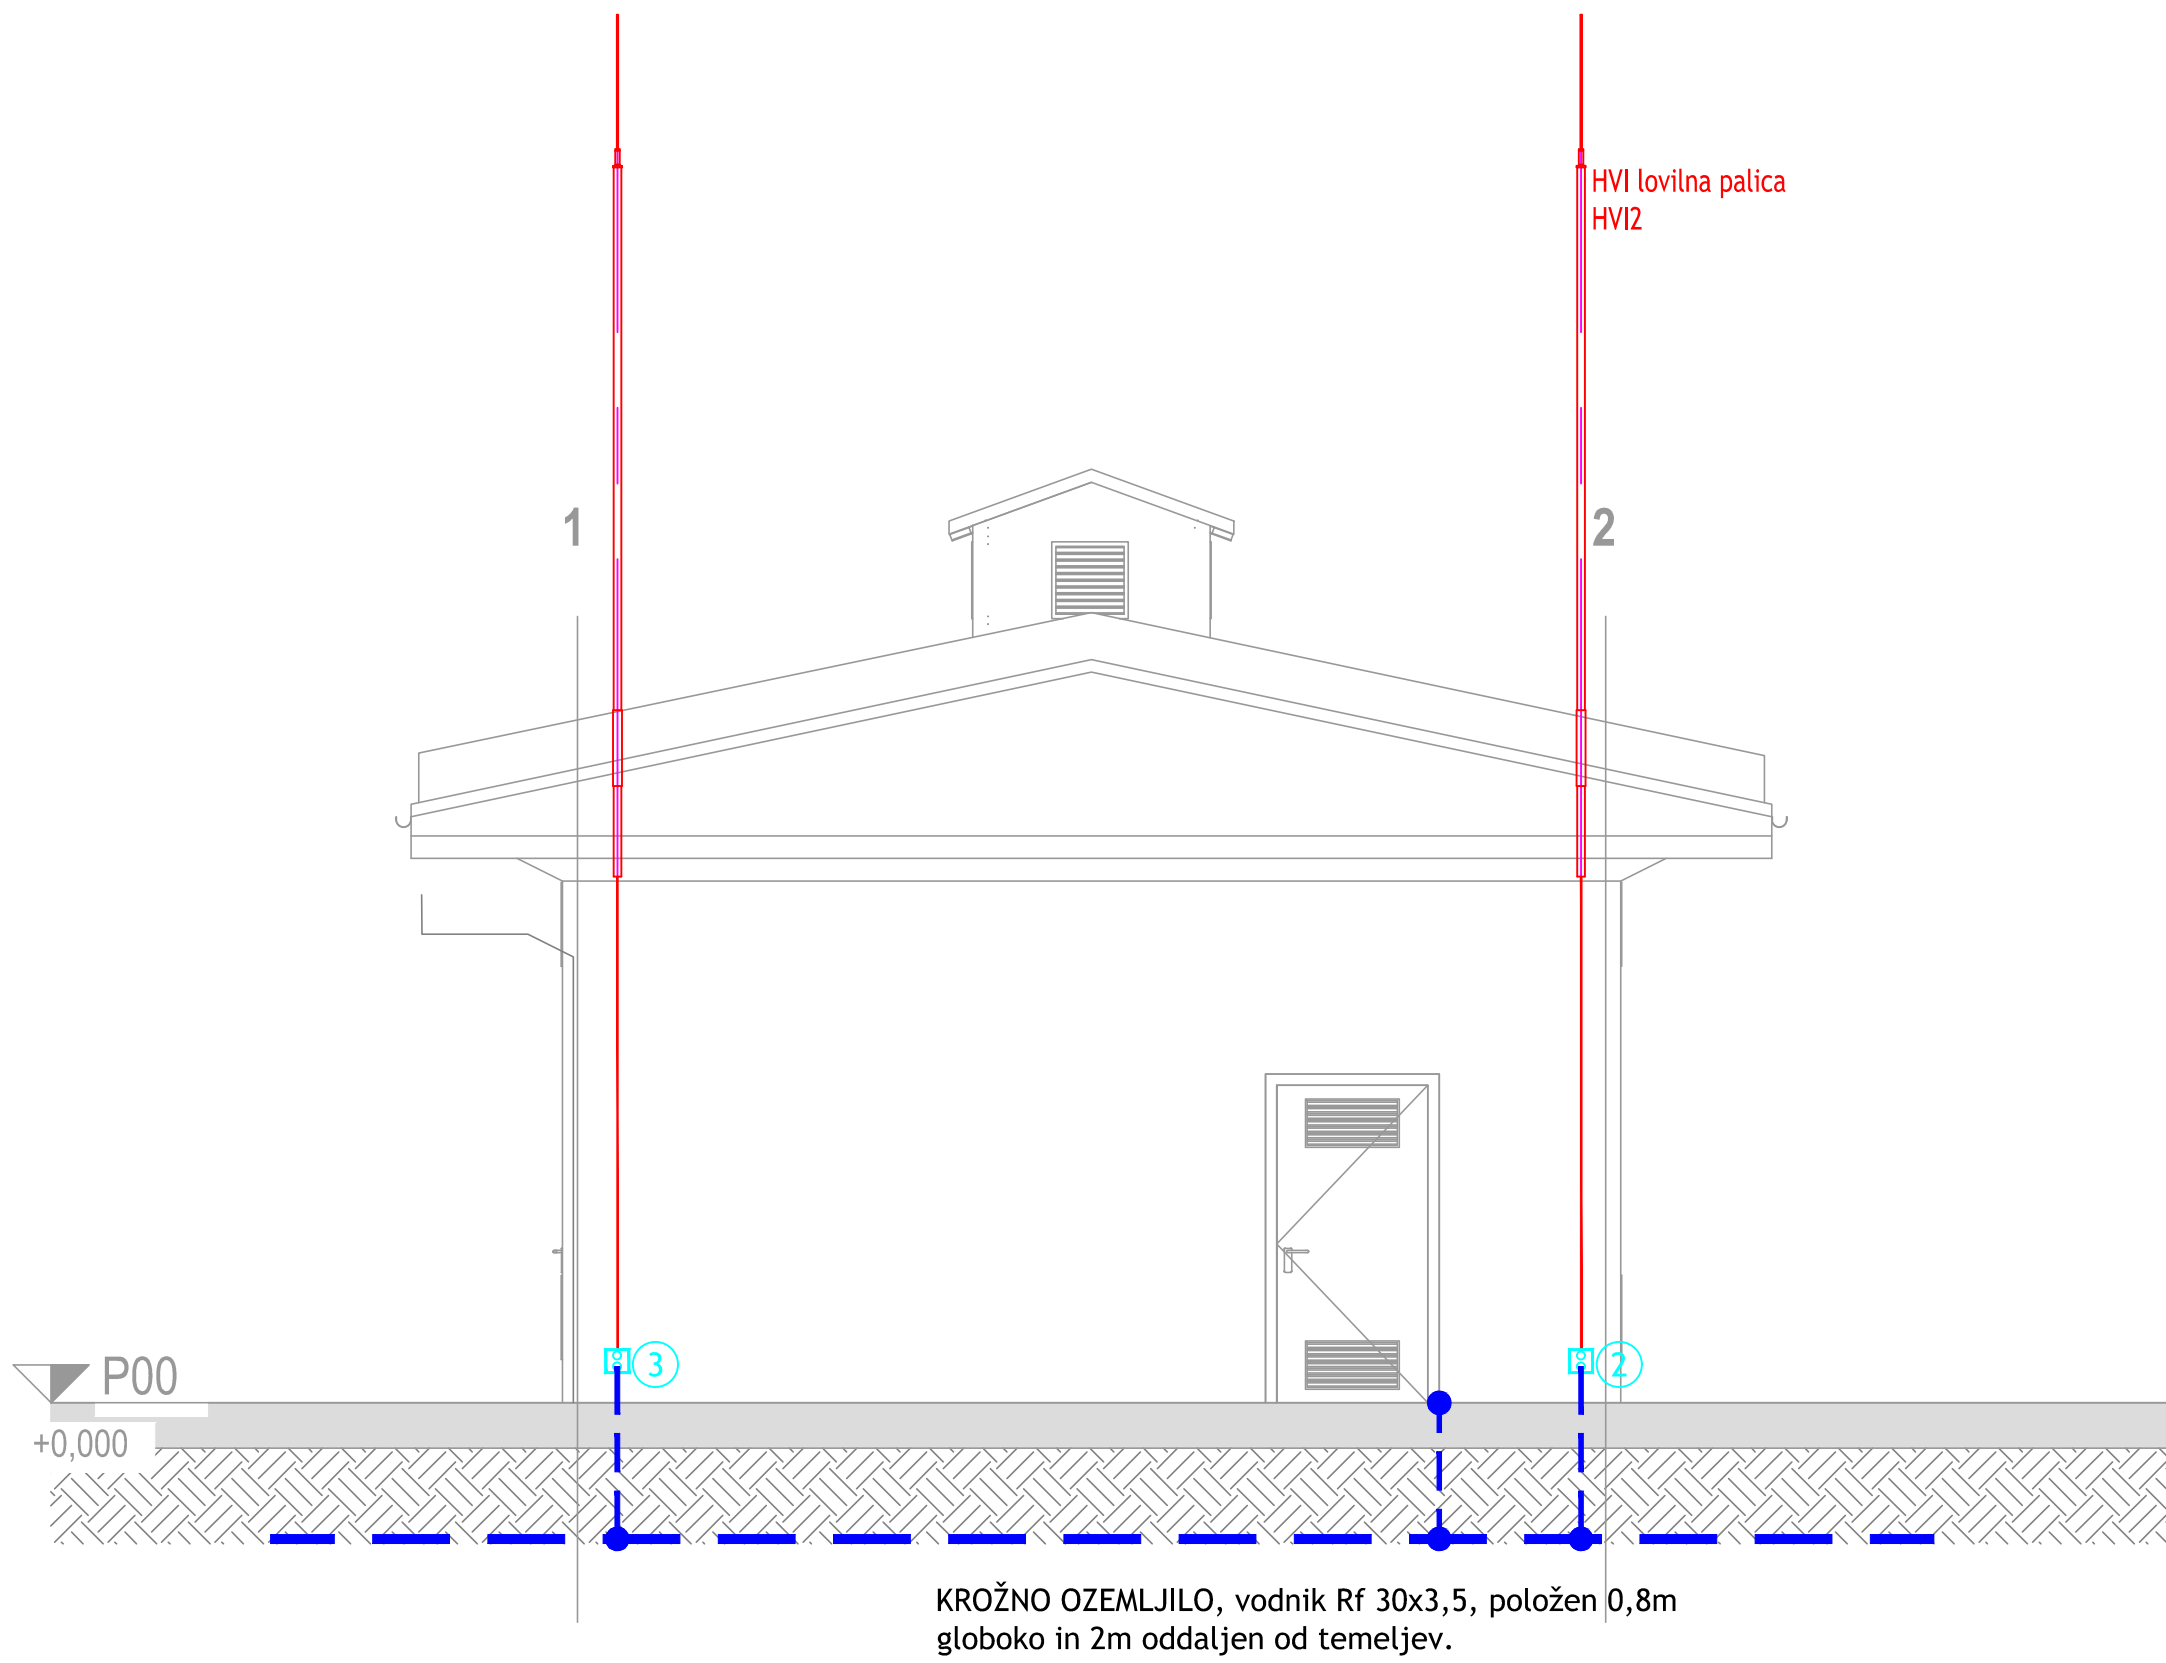 HVI lovilna palica
HVI2
1
2
3
2
P00
+0,000
KROŽNO OZEMLJILO, vodnik Rf 30x3,5, položen 0,8m
globoko in 2m oddaljen od temeljev.